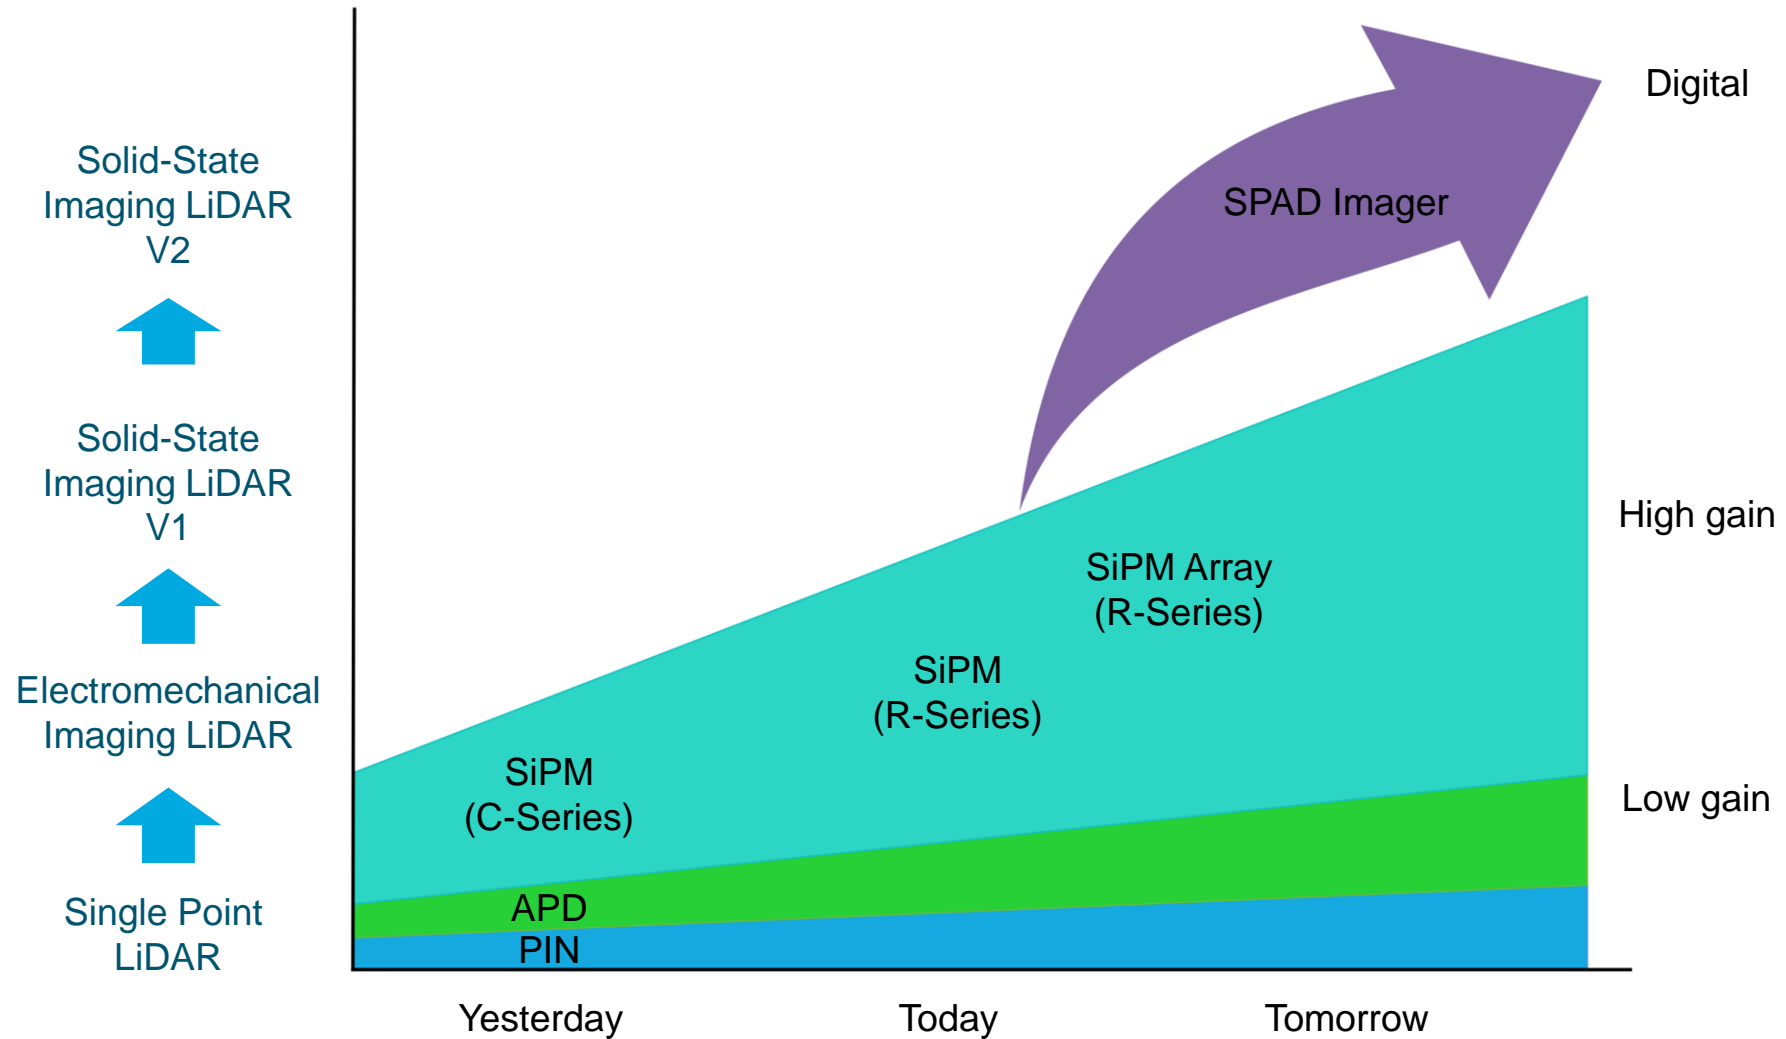 Solid-State
Imaging LiDAR
V2
Solid-State
Imaging LiDAR
V1
Electromechanical
Imaging LiDAR
Single Point
LiDAR
Digital
SPAD Imager
High gain
SiPM Array
(R-Series)
SiPM
(R-Series)
SiPM
(C-Series)
Low gain
APD
PIN
Yesterday
Today
Tomorrow